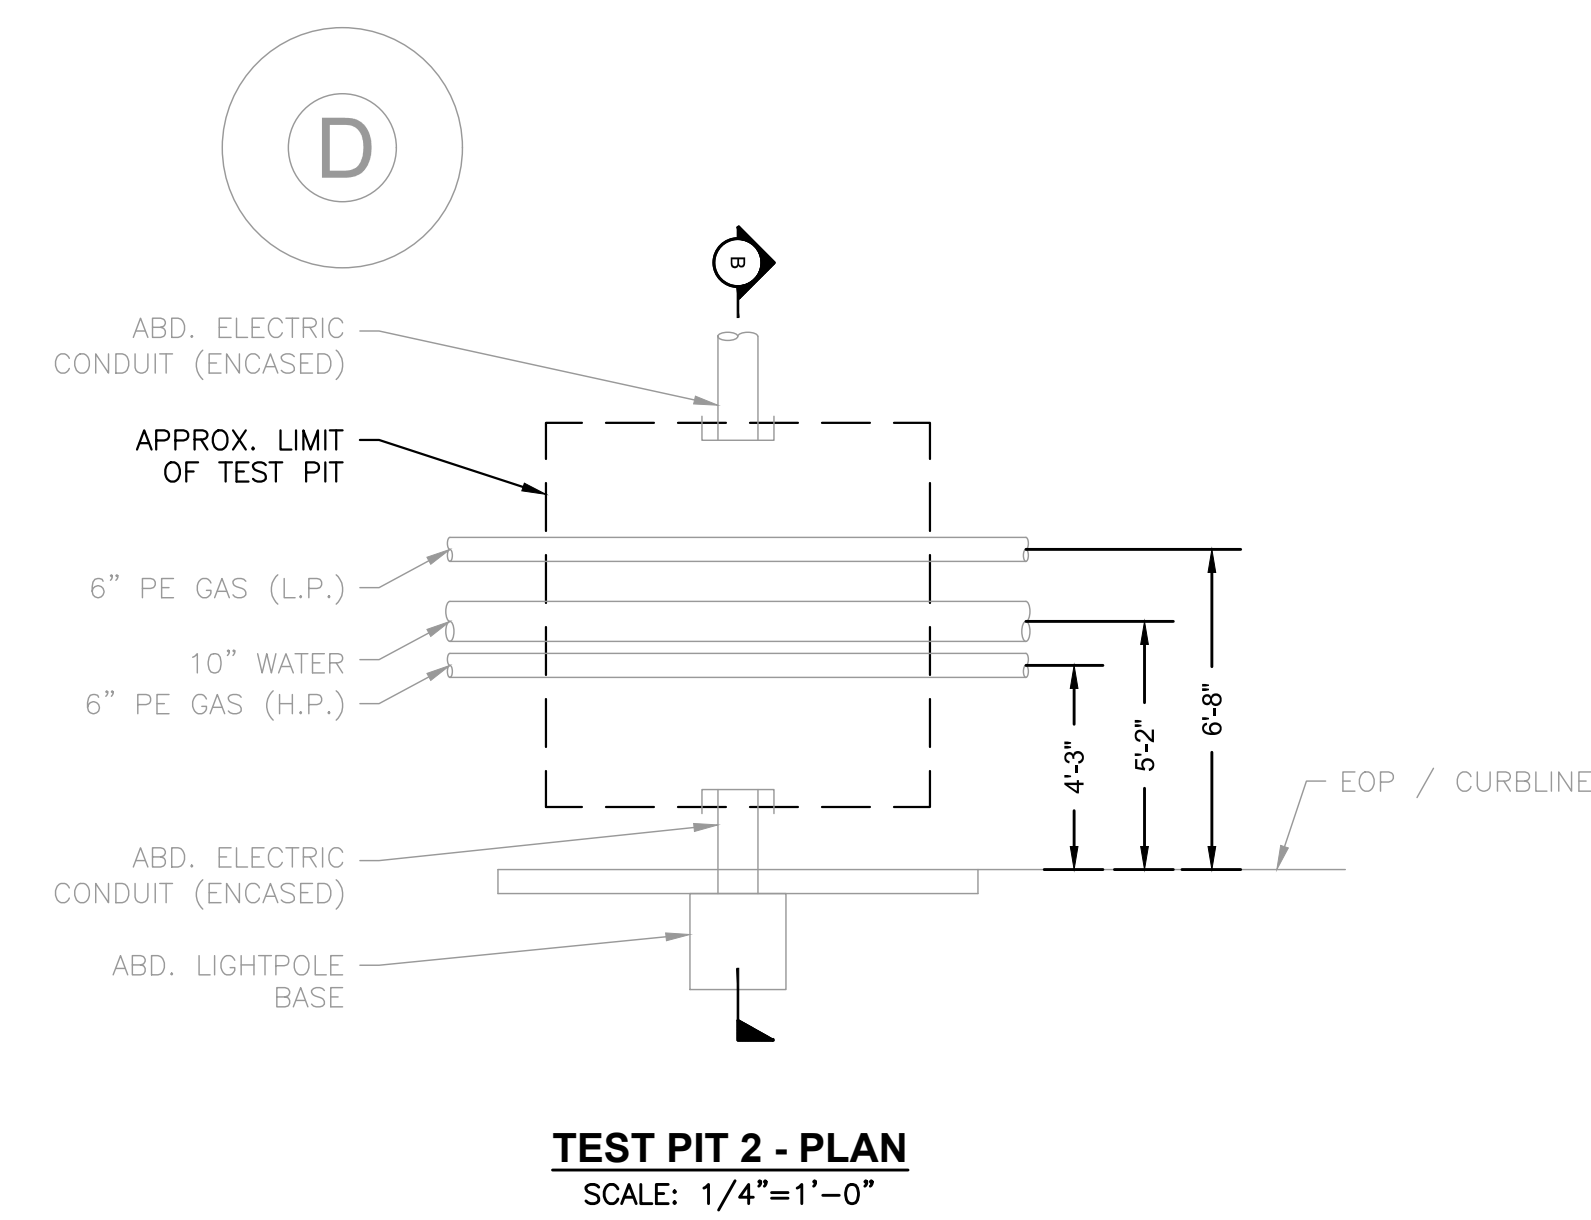 D
B
ABD. ELECTRIC
CONDUIT (ENCASED)
APPROX. LIMIT
OF TEST PIT
6” PE GAS (L.P.)
10” WATER
6” PE GAS (H.P.)
4'-3"
5'-2"
6'-8"
EOP / CURBLINE
ABD. ELECTRIC
CONDUIT (ENCASED)
ABD. LIGHTPOLE
BASE
TEST PIT 2 - PLAN
SCALE: 1/4”=1’-0”